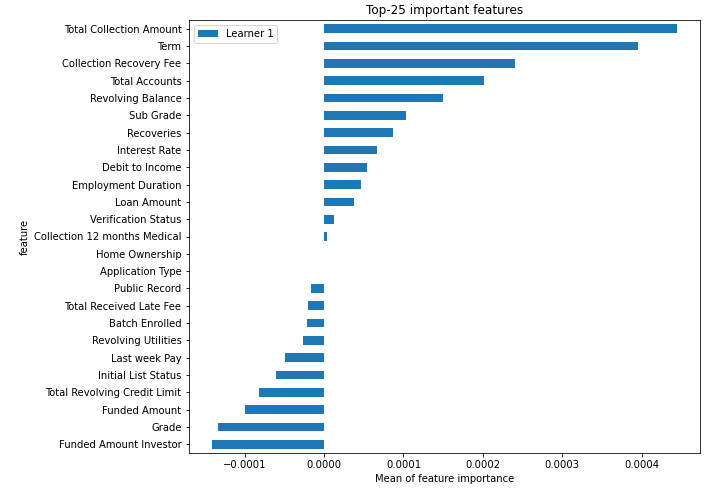 Top-25 important features
Learner 1
Total Collection Amount
Term
Collection Recovery Fee
Total Accounts
Revolving Balance
Sub Grade
Recoveries
Interest Rate
Debit to Income
Employment Duration
Loan Amount
Verification Status
Collection 12 months Medical
Home Ownership
Application Type
Public Record
Total Received Late Fee
Batch Enrolled
Revolving Utilities
Last week Pay
Initial List Status
Total Revolving Credit Limit
Funded Amount
Grade
Funded Amount Investor
feature
−0.0001 0.0000 0.0001 0.0002 0.0003 0.0004
Mean of feature importance